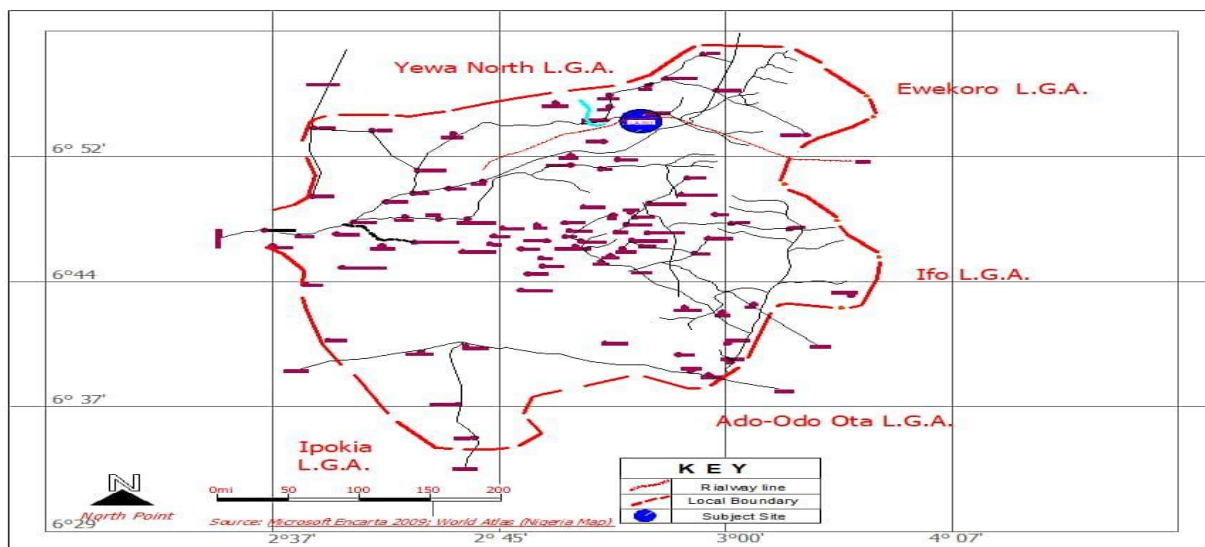 Yewa North L.G.A.
Ewekoro L.G.A.
6° 52'
6° 44'
Ifo L.G.A.
6° 37'
Ado-Odo Ota L.G.A.
Ipokia
L.G.A.
KEY
Rialway line
Local Boundary
Subject Site
N
North Point
0mi 50 100 150 200
Source: Microsoft Encarta 2009: World Atlas (Nigeria Map)
6° 29'
2° 37' 2° 45' 3° 00' 4° 07'